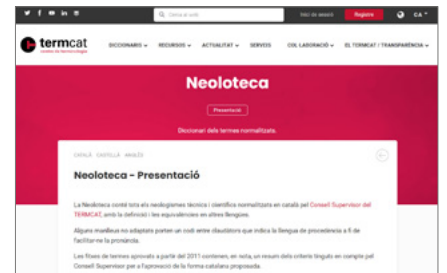 Cerca al web
Inici de sessió
Registre
CA
termcat
centre de terminologia
DICCIONARIS
RECURSOS
ACTUALITAT
SERVEIS
COL·LABORACIÓ
EL TERMCAT / TRANSPARÈNCIA
Neoloteca
Presentació
Diccionari dels termes normalitzats.
CATALÀ CASTELLÀ ANGLÈS
Neoloteca - Presentació
La Neoloteca conté tots els neologismes tècnics i científics normalitzats en català pel Consell Supervisor del
TERMCAT, amb la definició i les equivalències en altres llengües.
Alguns manlleus no adaptats porten un codi entre claudàtors que indica la llengua de procedència a fi de
facilitar-ne la pronúncia.
Les fitxes de termes aprovats a partir del 2011 contenen, en nota, un resum dels criteris tinguts en compte pel
Consell Supervisor per a l'aprovació de la forma catalana proposada.